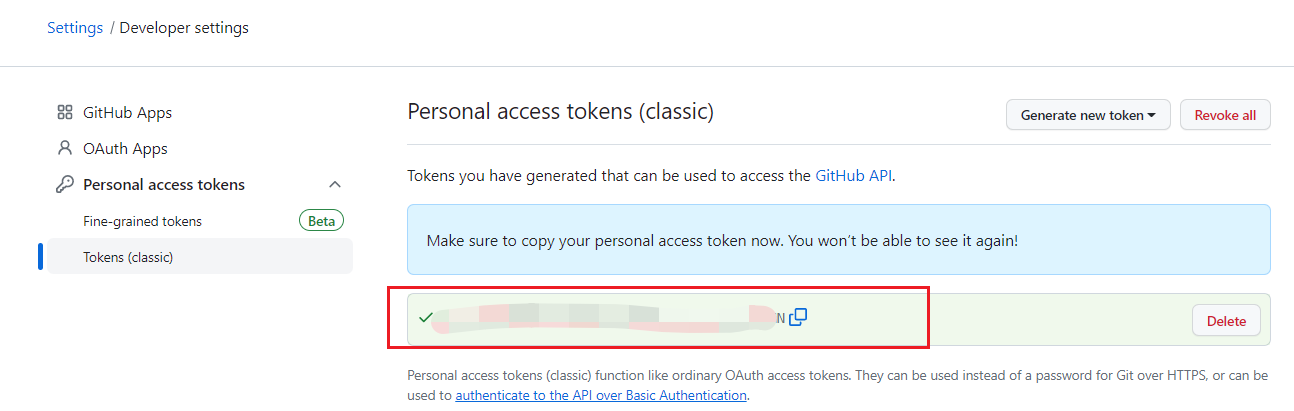 Settings / Developer settings
GitHub Apps
OAuth Apps
Personal access tokens
Fine-grained tokens Beta
Tokens (classic)
Personal access tokens (classic) Generate new token Revoke all
Tokens you have generated that can be used to access the GitHub API.
Make sure to copy your personal access token now. You won’t be able to see it again!
N Delete
Personal access tokens (classic) function like ordinary OAuth access tokens. They can be used instead of a password for Git over HTTPS, or can be
used to authenticate to the API over Basic Authentication.